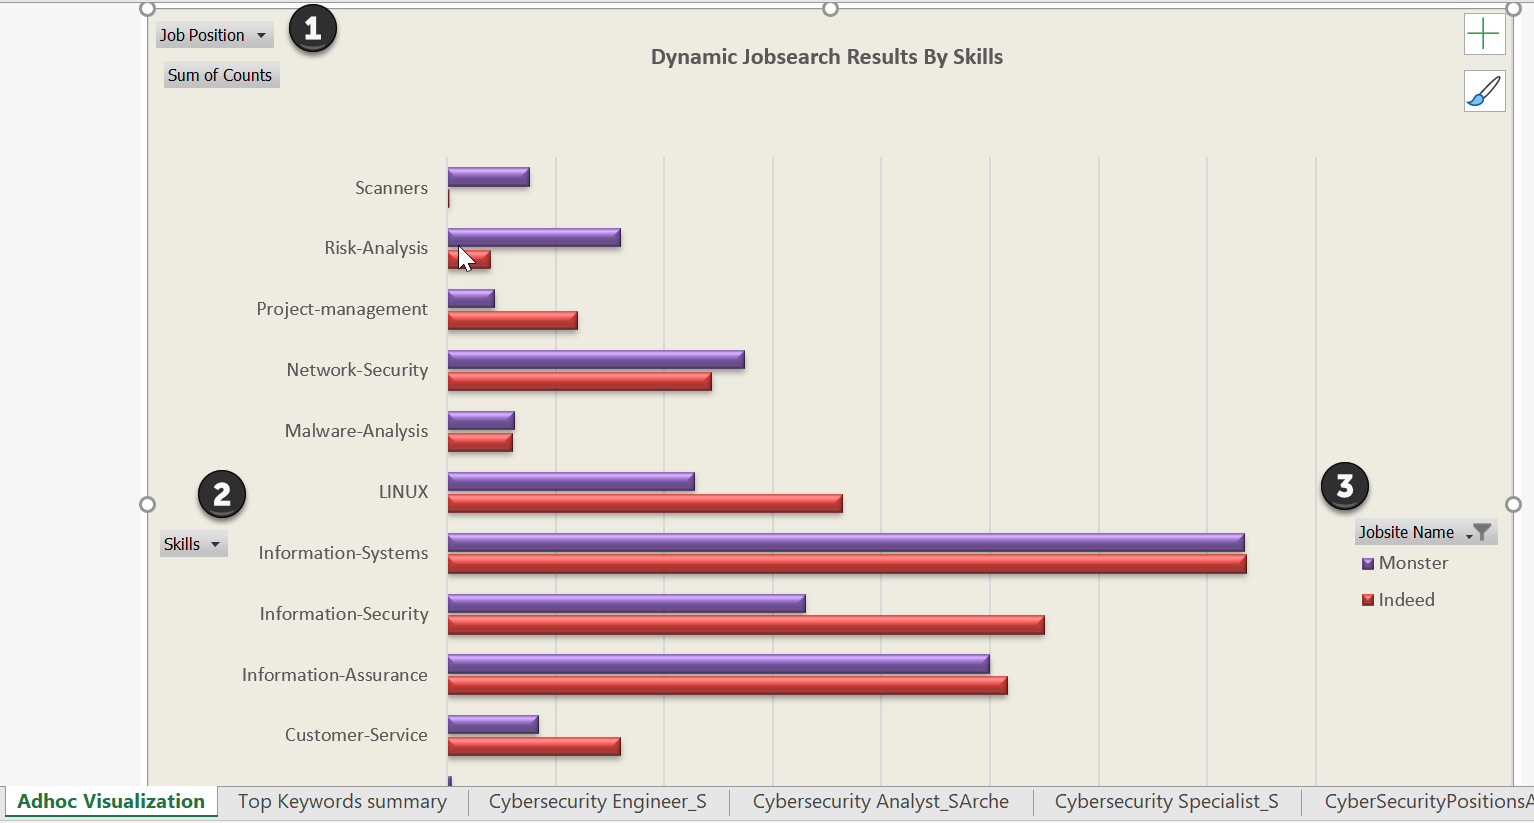 Job Position
1
Sum of Counts
Dynamic Jobsearch Results By Skills
Scanners
Risk-Analysis
Project-management
Network-Security
Malware-Analysis
LINUX
2
Skills
Information-Systems
Information-Security
Information-Assurance
Customer-Service
3
Jobsite Name
Monster
Indeed
Adhoc Visualization
Top Keywords summary
Cybersecurity Engineer_S
Cybersecurity Analyst_SArche
Cybersecurity Specialist_S
CyberSecurityPositionsA